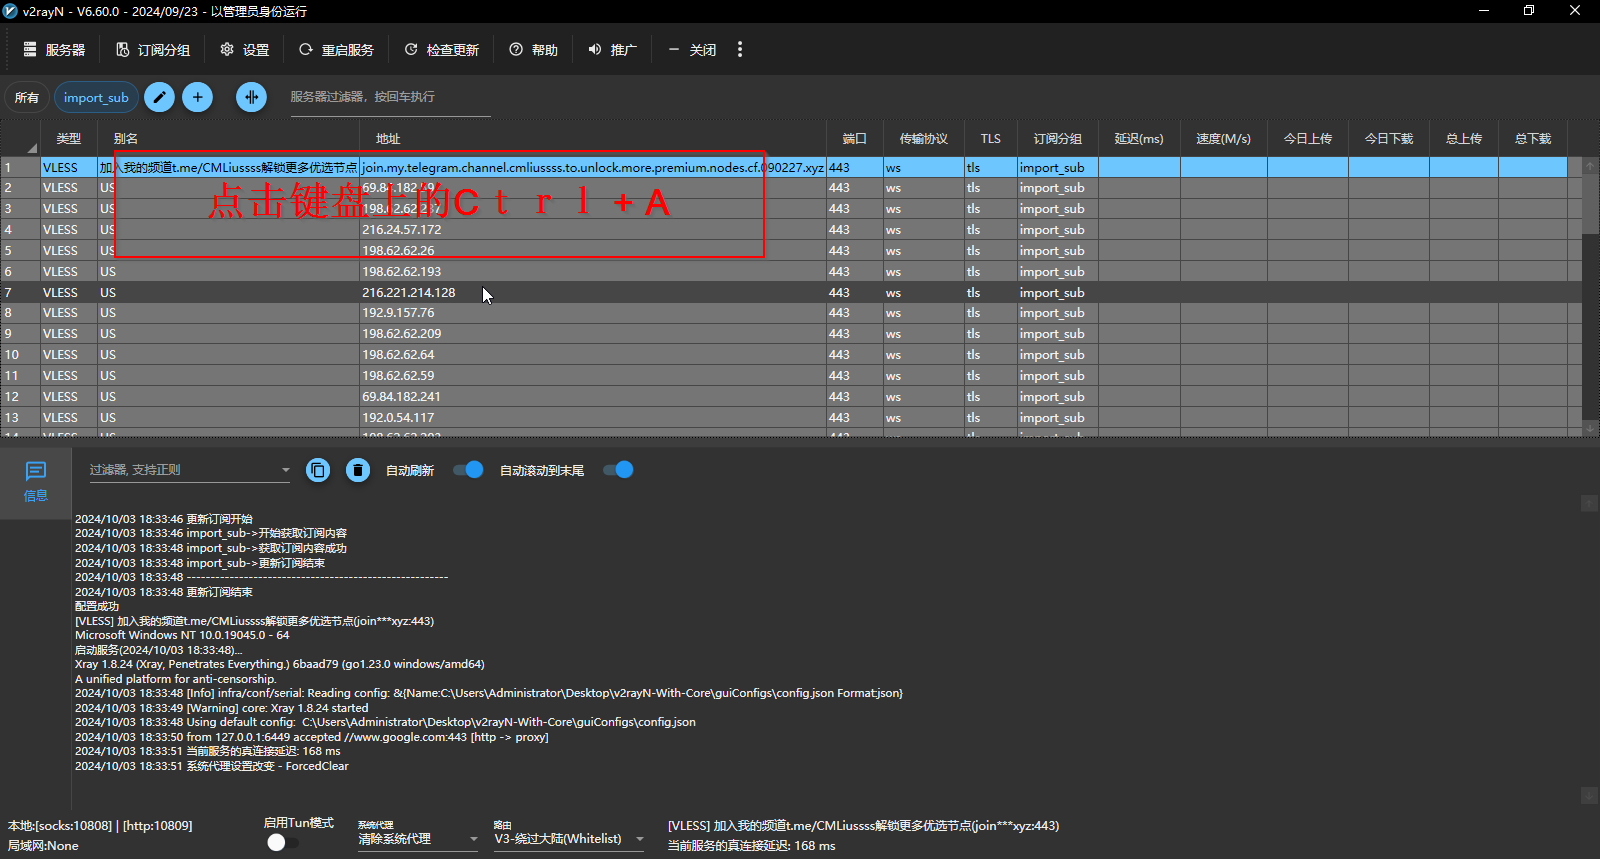 v2rayN - V6.60.0 - 2024/09/23 - 以管理员身份运行
服务器 订阅分组 设置 重启服务 检查更新 帮助 推广 关闭
所有 import_sub 服务器过滤器，按回车执行
类型 别名 地址 端口 传输协议 TLS 订阅分组 延迟(ms) 速度(M/s) 今日上传 今日下载 总上传 总下载
1 VLESS 加入我的频道t.me/CMLiussss解锁更多优选节点 join.my.telegram.channel.cmliussss.to.unlock.more.premium.nodes.cf.090227.xyz 443 ws tls import_sub
点击键盘上的Ctrl+A
2 VLESS US 443 ws tls import_sub
3 VLESS US 443 ws tls import_sub
4 VLESS US 216.24.57.172 443 ws tls import_sub
5 VLESS US 198.62.62.26 443 ws tls import_sub
6 VLESS US 198.62.62.193 443 ws tls import_sub
7 VLESS US 216.221.214.128 443 ws tls import_sub
8 VLESS US 192.9.157.76 443 ws tls import_sub
9 VLESS US 198.62.62.209 443 ws tls import_sub
10 VLESS US 198.62.62.64 443 ws tls import_sub
11 VLESS US 198.62.62.59 443 ws tls import_sub
12 VLESS US 69.84.182.241 443 ws tls import_sub
13 VLESS US 192.0.54.117 443 ws tls import_sub
信息
过滤器, 支持正则 自动刷新 自动滚动到末尾
2024/10/03 18:33:46 更新订阅开始
2024/10/03 18:33:46 import_sub->开始获取订阅内容
2024/10/03 18:33:48 import_sub->获取订阅内容成功
2024/10/03 18:33:48 import_sub->更新订阅结束
2024/10/03 18:33:48 -------------------------------------------------------
2024/10/03 18:33:48 更新订阅结束
配置成功
[VLESS] 加入我的频道t.me/CMLiussss解锁更多优选节点(join***xyz:443)
Microsoft Windows NT 10.0.19045.0 - 64
启动服务(2024/10/03 18:33:48)...
Xray 1.8.24 (Xray, Penetrates Everything.) 6baad79 (go1.23.0 windows/amd64)
A unified platform for anti-censorship.
2024/10/03 18:33:48 [Info] infra/conf/serial: Reading config: &{Name:C:\Users\Administrator\Desktop\v2rayN-With-Core\guiConfigs\config.json Format:json}
2024/10/03 18:33:49 [Warning] core: Xray 1.8.24 started
2024/10/03 18:33:48 Using default config:  C:\Users\Administrator\Desktop\v2rayN-With-Core\guiConfigs\config.json
2024/10/03 18:33:50 from 127.0.0.1:6449 accepted //www.google.com:443 [http -> proxy]
2024/10/03 18:33:51 当前服务的真连接延迟: 168 ms
2024/10/03 18:33:51 系统代理设置改变 - ForcedClear
本地:[socks:10808] | [http:10809] 启用Tun模式 系统代理 路由 [VLESS] 加入我的频道t.me/CMLiussss解锁更多优选节点(join***xyz:443)
局域网:None 清除系统代理 V3-绕过大陆(Whitelist) 当前服务的真连接延迟: 168 ms